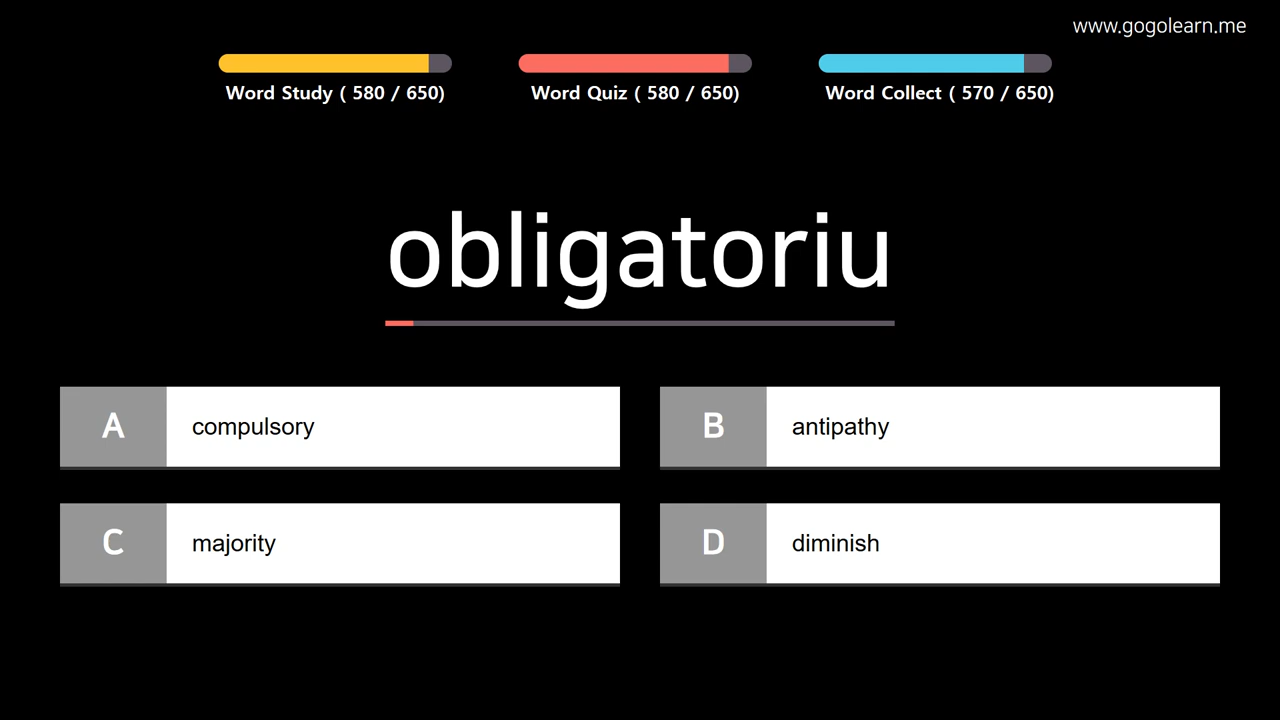 www.gogolearn.me
Word Study ( 580 / 650)
Word Quiz ( 580 / 650)
Word Collect ( 570 / 650)
obligatoriu
A
compulsory
B
antipathy
C
majority
D
diminish